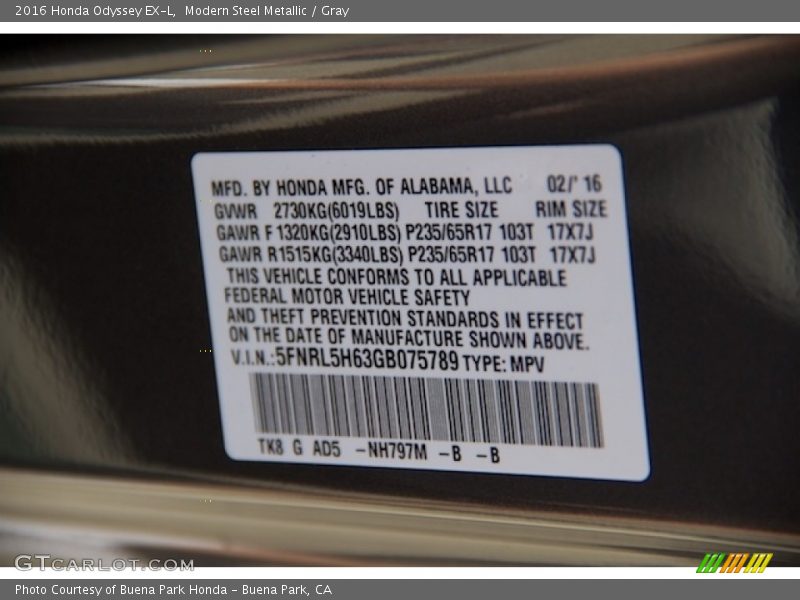 2016 Honda Odyssey EX-L, Modern Steel Metallic / Gray
MFD. BY HONDA MFG. OF ALABAMA, LLC 02/' 16
GVWR 2730KG(6019LBS) TIRE SIZE RIM SIZE
GAWR F 1320KG(2910LBS) P235/65R17 103T 17X7J
GAWR R1515KG(3340LBS) P235/65R17 103T 17X7J
THIS VEHICLE CONFORMS TO ALL APPLICABLE
FEDERAL MOTOR VEHICLE SAFETY
AND THEFT PREVENTION STANDARDS IN EFFECT
ON THE DATE OF MANUFACTURE SHOWN ABOVE.
V.I.N.:5FNRL5H63GB075789 TYPE: MPV
TK8 G AD5 -NH797M -B -B
GTCARLOT.COM
Photo Courtesy of Buena Park Honda - Buena Park, CA